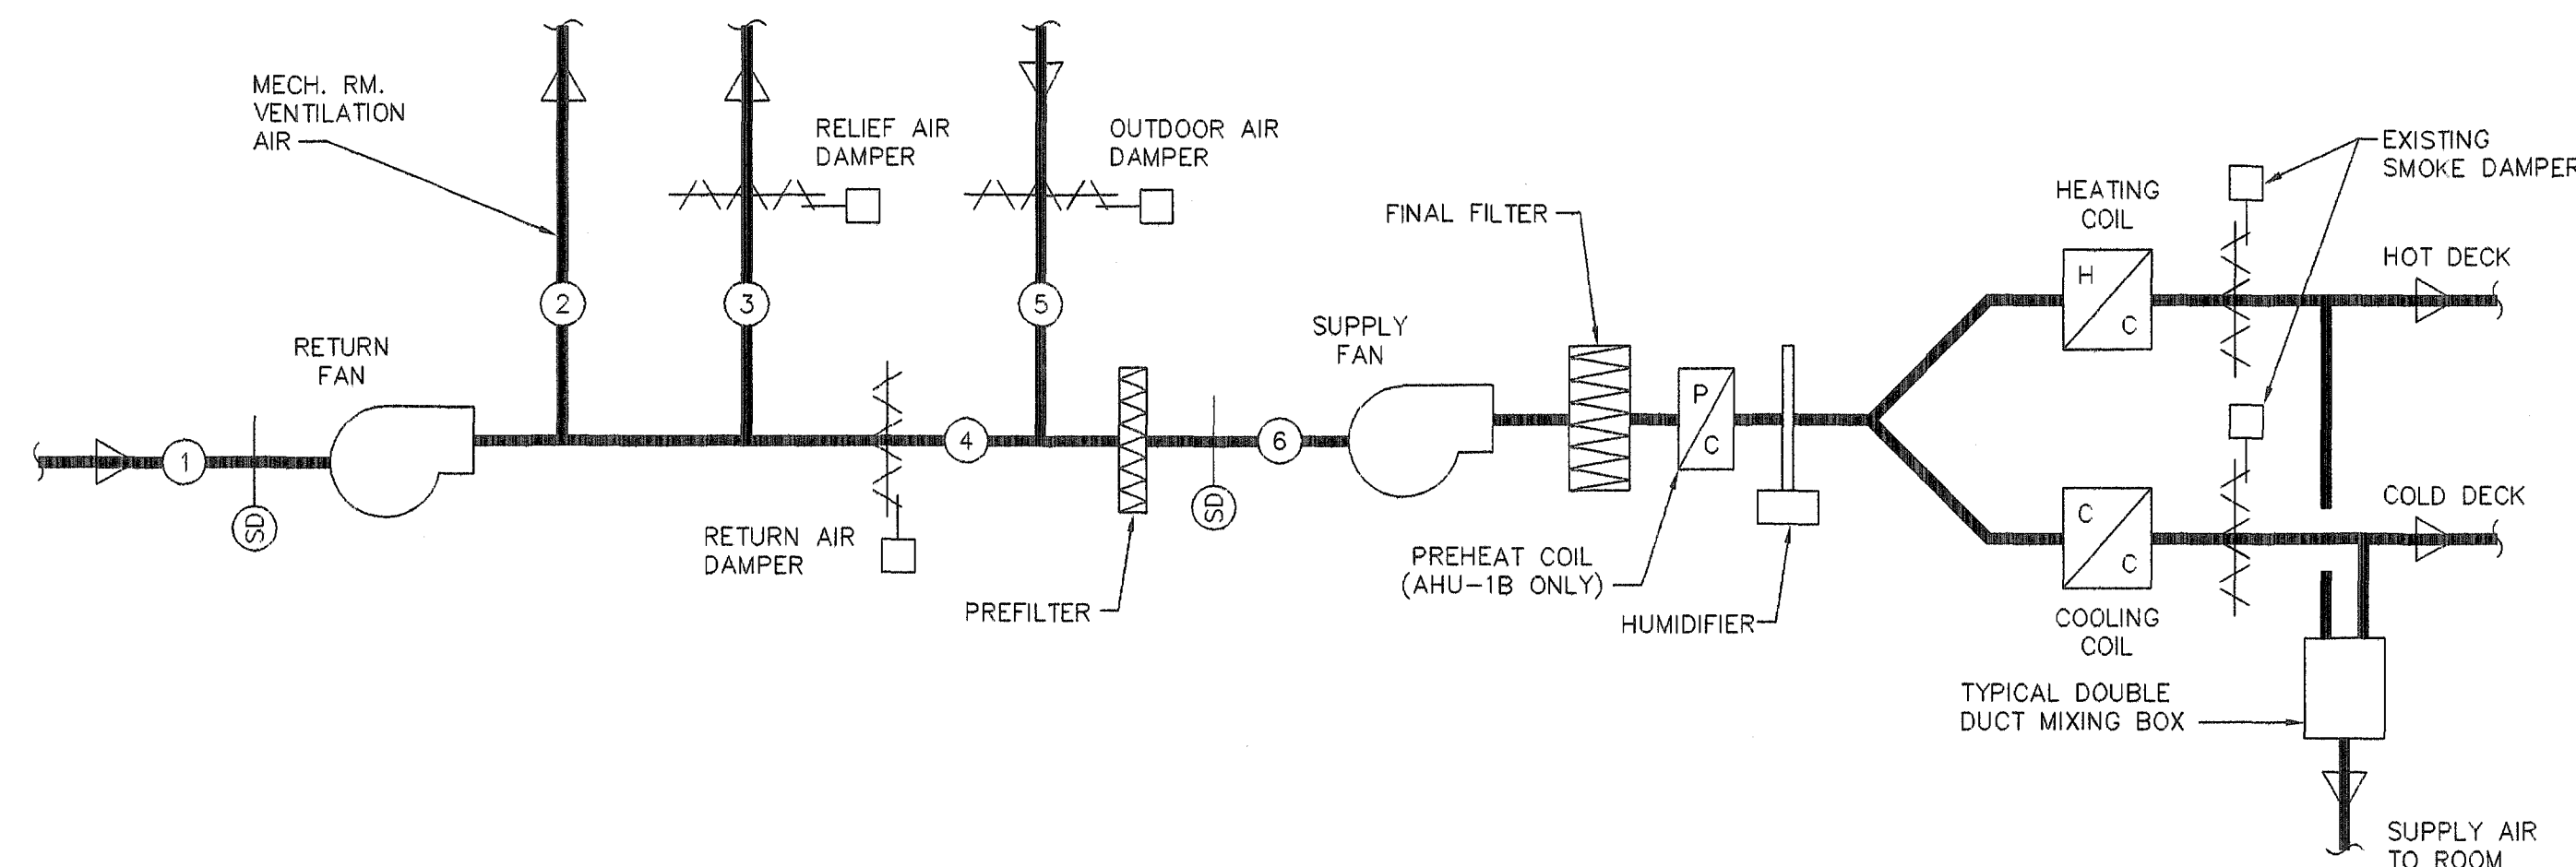 MECH. RM.
VENTILATION
AIR
RELIEF AIR
DAMPER
OUTDOOR AIR
DAMPER
EXISTING
SMOKE DAMPER
HEATING
COIL
FINAL FILTER
HOT DECK
H
C
2
3
5
SUPPLY
FAN
RETURN
FAN
P
C
1
4
6
SD
SD
COLD DECK
C
C
RETURN AIR
DAMPER
PREHEAT COIL
(AHU-1B ONLY)
PREFILTER
HUMIDIFIER
COOLING
COIL
TYPICAL DOUBLE
DUCT MIXING BOX
SUPPLY AIR
TO ROOM